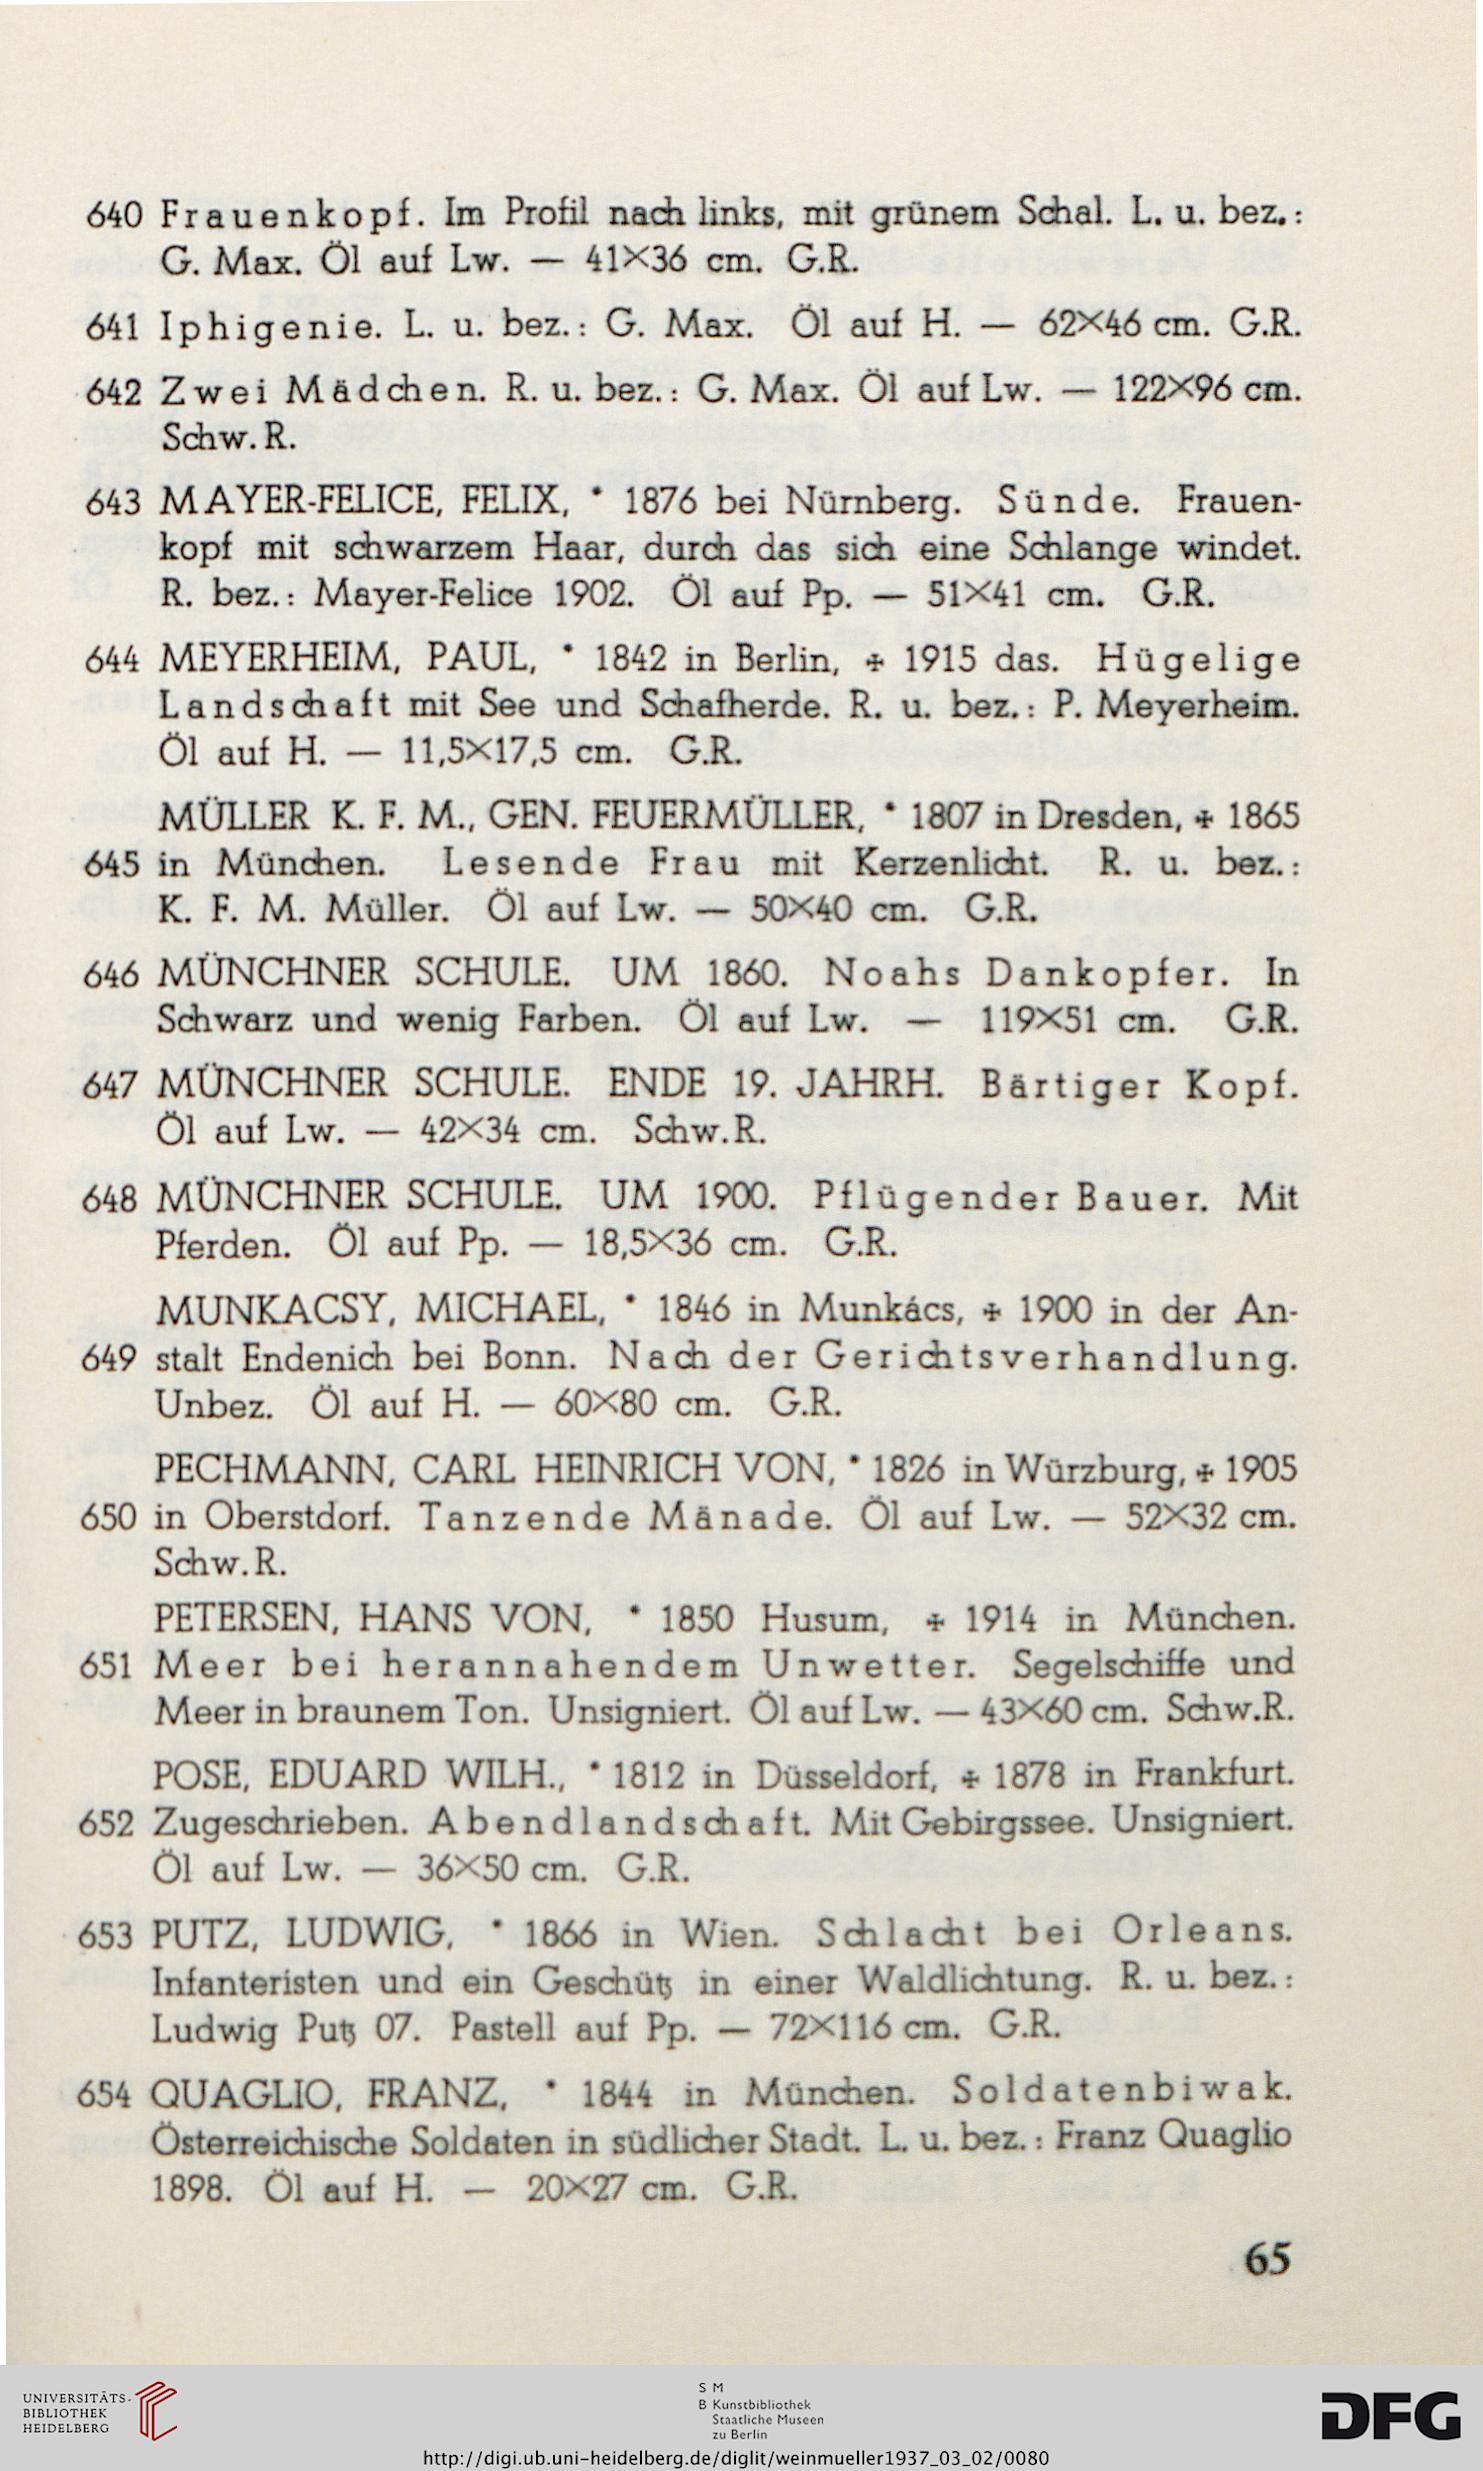 640 Frauenkopf. Im Profil nach links, mit grünem Schal. L. u. bez.:
G. Max. Öl auf Lw. — 41×36 cm. G.R.
641 Iphigenie. L. u. bez.: G. Max. Öl auf H. — 62×46 cm. G.R.
642 Zwei Mädchen. R. u. bez.: G. Max. Öl auf Lw. — 122×96 cm.
Schw. R.
643 MAYER-FELICE, FELIX, * 1876 bei Nürnberg. Sünde. Frauen-
kopf mit schwarzem Haar, durch das sich eine Schlange windet.
R. bez.: Mayer-Felice 1902. Öl auf Pp. — 51×41 cm. G.R.
644 MEYERHEIM, PAUL, * 1842 in Berlin, ✢ 1915 das. Hügelige
Landschaft mit See und Schafherde. R. u. bez.: P. Meyerheim.
Öl auf H. — 11,5×17,5 cm. G.R.
MÜLLER K. F. M., GEN. FEUERMÜLLER, * 1807 in Dresden, ✢ 1865
645 in München. Lesende Frau mit Kerzenlicht. R. u. bez.:
K. F. M. Müller. Öl auf Lw. — 50×40 cm. G.R.
646 MÜNCHNER SCHULE. UM 1860. Noahs Dankopfer. In
Schwarz und wenig Farben. Öl auf Lw. — 119×51 cm. G.R.
647 MÜNCHNER SCHULE. ENDE 19. JAHRH. Bärtiger Kopf.
Öl auf Lw. — 42×34 cm. Schw. R.
648 MÜNCHNER SCHULE. UM 1900. Pflügender Bauer. Mit
Pferden. Öl auf Pp. — 18,5×36 cm. G.R.
MUNKACSY, MICHAEL, * 1846 in Munkács, ✢ 1900 in der An-
649 stalt Endenich bei Bonn. Nach der Gerichtsverhandlung.
Unbez. Öl auf H. — 60×80 cm. G.R.
PECHMANN, CARL HEINRICH VON, * 1826 in Würzburg, ✢ 1905
650 in Oberstdorf. Tanzende Mänade. Öl auf Lw. — 52×32 cm.
Schw. R.
PETERSEN, HANS VON, * 1850 Husum, ✢ 1914 in München.
651 Meer bei herannahendem Unwetter. Segelschiffe und
Meer in braunem Ton. Unsigniert. Öl auf Lw. — 43×60 cm. Schw.R.
POSE, EDUARD WILH., * 1812 in Düsseldorf, ✢ 1878 in Frankfurt.
652 Zugeschrieben. Abendlandschaft. Mit Gebirgssee. Unsigniert.
Öl auf Lw. — 36×50 cm. G.R.
653 PUTZ, LUDWIG, * 1866 in Wien. Schlacht bei Orleans.
Infanteristen und ein Geschütz in einer Waldlichtung. R. u. bez.:
Ludwig Putz 07. Pastell auf Pp. — 72×116 cm. G.R.
654 QUAGLIO, FRANZ, * 1844 in München. Soldatenbiwak.
Österreichische Soldaten in südlicher Stadt. L. u. bez.: Franz Quaglio
1898. Öl auf H. — 20×27 cm. G.R.
65
UNIVERSITÄTS-
BIBLIOTHEK
HEIDELBERG
S M
B Kunstbibliothek
Staatliche Museen
zu Berlin
DFG
http://digi.ub.uni-heidelberg.de/diglit/weinmueller1937_03_02/0080